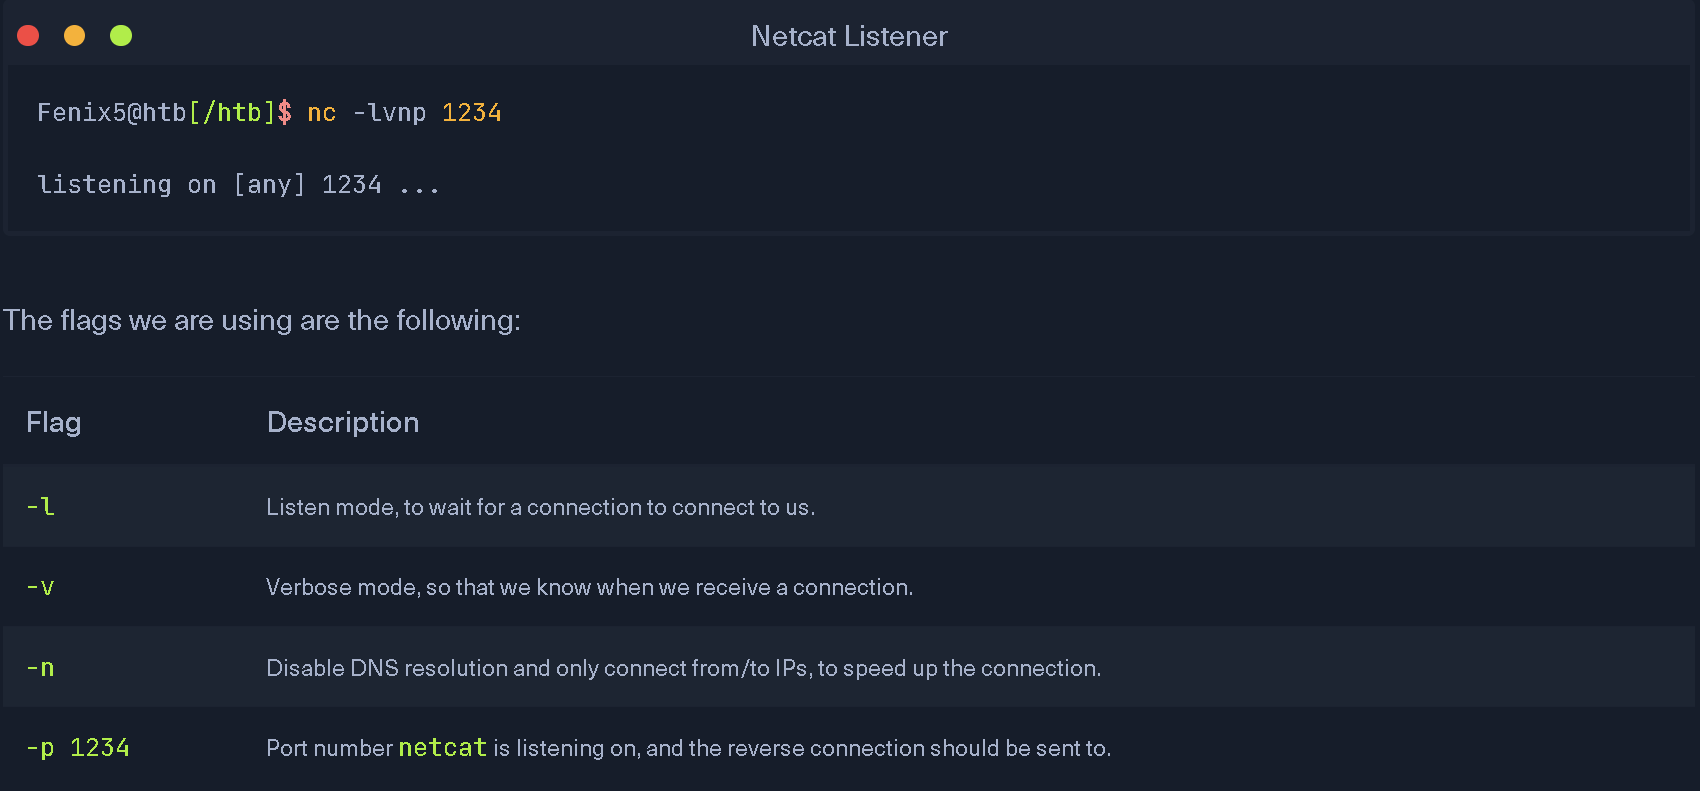 Netcat Listener
Fenix5@htb[/htb]$ nc -lvnp 1234
listening on [any] 1234 ...
The flags we are using are the following:
Flag Description
-l Listen mode, to wait for a connection to connect to us.
-v Verbose mode, so that we know when we receive a connection.
-n Disable DNS resolution and only connect from/to IPs, to speed up the connection.
-p 1234 Port number netcat is listening on, and the reverse connection should be sent to.